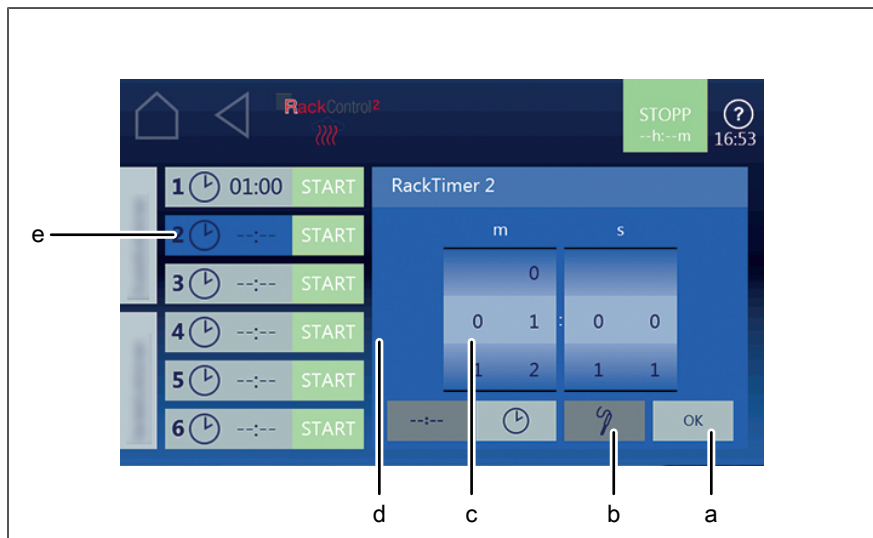 RackControl²
STOPP
--h:--m
?
16:53
1 01:00 START
2 --:-- START
3 --:-- START
4 --:-- START
5 --:-- START
6 --:-- START
RackTimer 2
m s
0
0 1 : 0 0
1 2 1 1
--:-- OK
e
d c b a